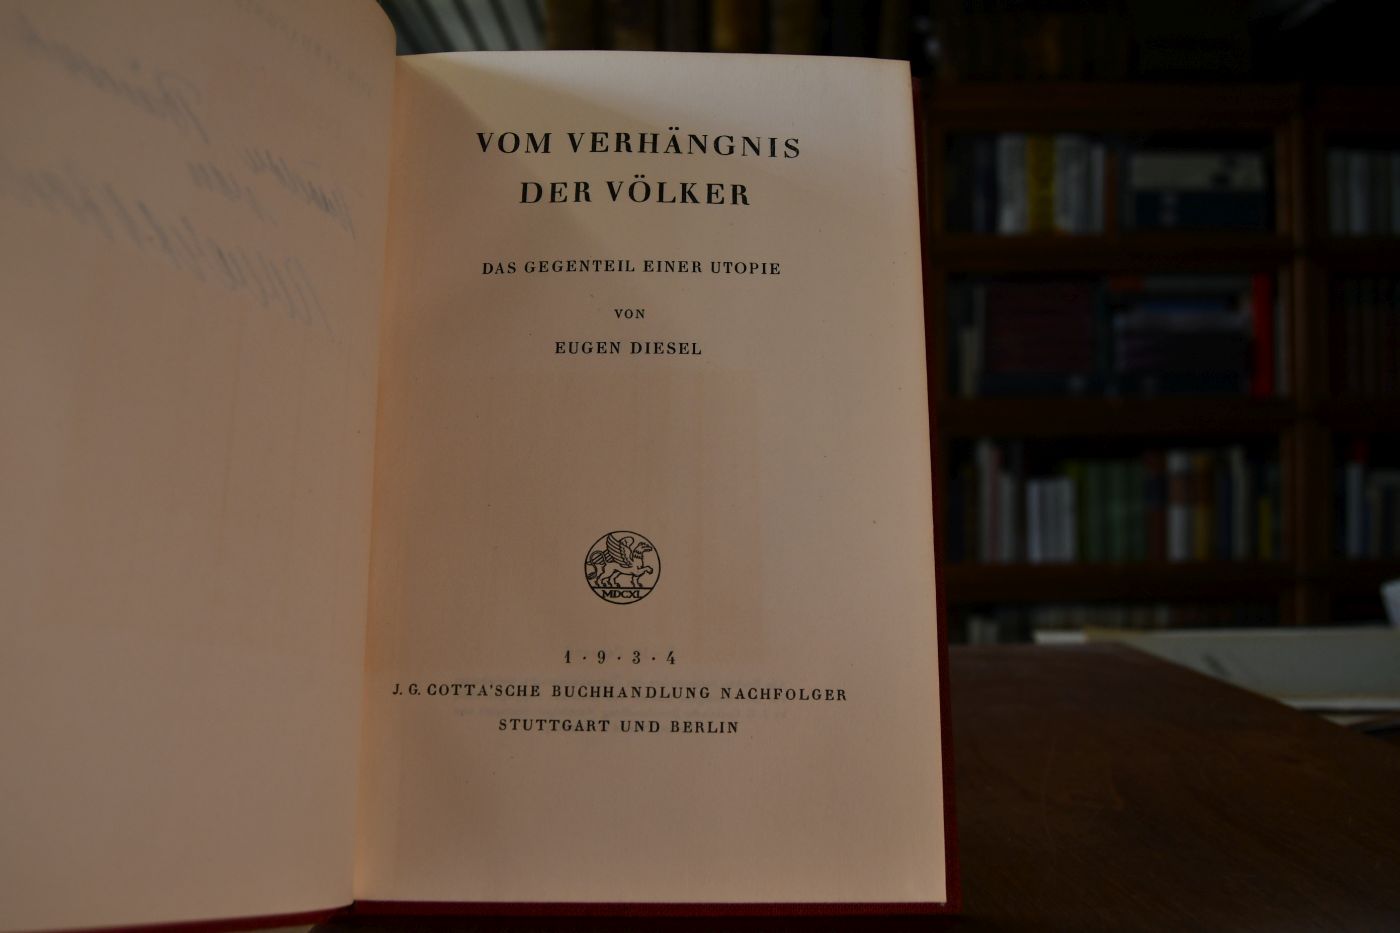 VOM VERHÄNGNIS
DER VÖLKER
DAS GEGENTEIL EINER UTOPIE
VON
EUGEN DIESEL
MDCXL
1 · 9 · 3 · 4
J. G. COTTA'SCHE BUCHHANDLUNG NACHFOLGER
STUTTGART UND BERLIN